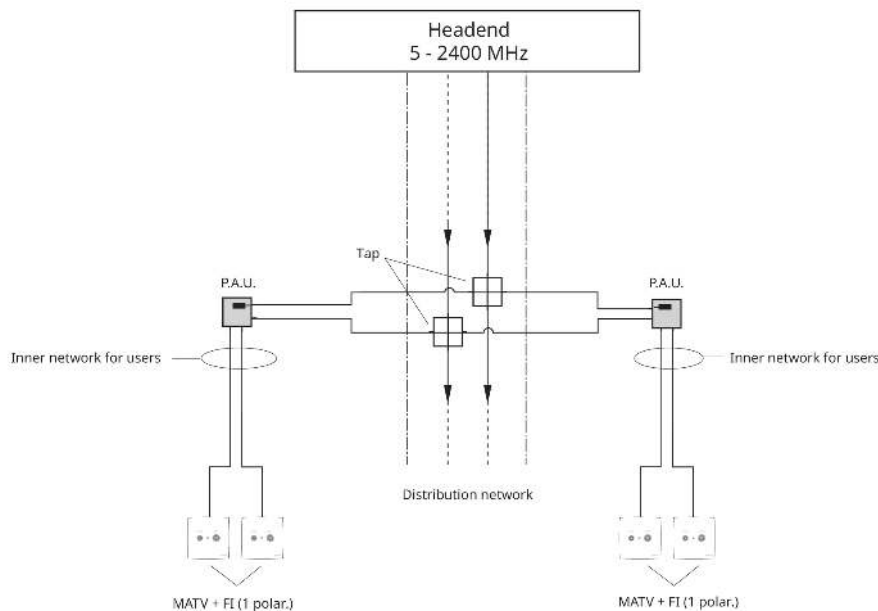 Headend
5 - 2400 MHz
Tap
P.A.U.
P.A.U.
Inner network for users
Inner network for users
Distribution network
MATV + FI (1 polar.)
MATV + FI (1 polar.)